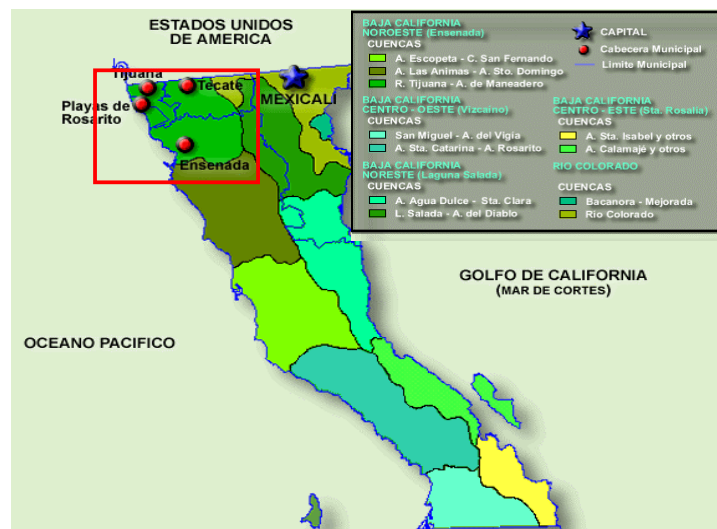 ESTADOS UNIDOS
DE AMERICA
Tijuana
Tecate
MEXICALI
Playas de
Rosarito
Ensenada
BAJA CALIFORNIA
NOROESTE (Ensenada)
CUENCAS
A. Escopeta - C. San Fernando
A. Las Animas - A. Sto. Domingo
R. Tijuana - A. de Maneadero
CAPITAL
Cabecera Municipal
Limite Municipal
BAJA CALIFORNIA
CENTRO - OESTE (Vizcaino)
CUENCAS
San Miguel - A. del Vigía
A. Sta. Catarina - A. Rosarito
BAJA CALIFORNIA
CENTRO - ESTE (Sta. Rosalía)
CUENCAS
A. Sta. Isabel y otros
A. Calamajé y otros
BAJA CALIFORNIA
NORESTE (Laguna Salada)
CUENCAS
A. Agua Dulce - Sta. Clara
L. Salada - A. del Diablo
RIO COLORADO
CUENCAS
Bacanora - Mejorada
Río Colorado
GOLFO DE CALIFORNIA
(MAR DE CORTES)
OCEANO PACIFICO